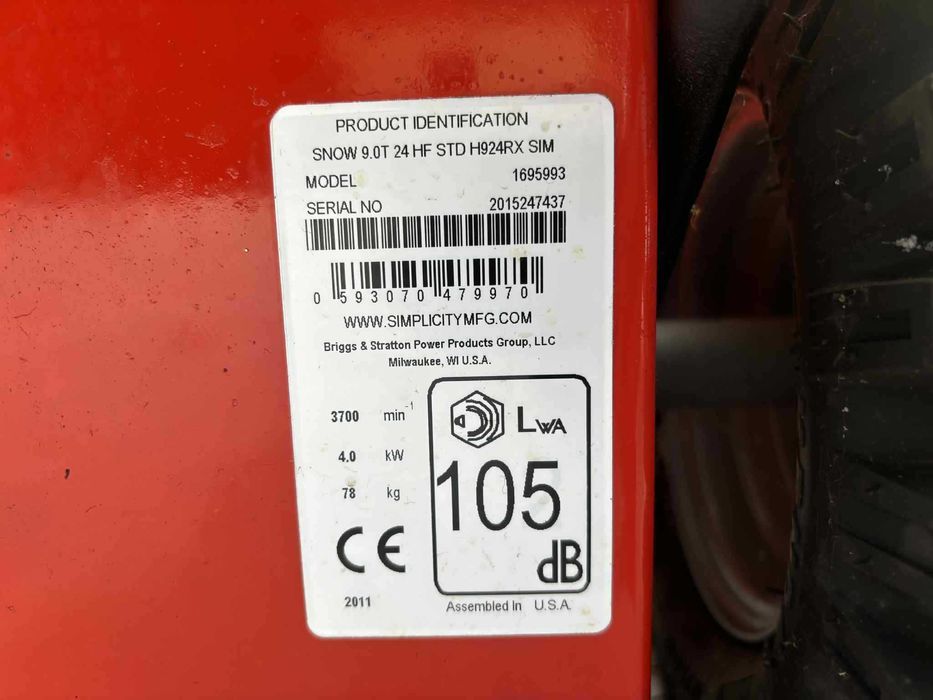 PRODUCT IDENTIFICATION
SNOW 9.0T 24 HF STD H924RX SIM
MODEL 1695993
SERIAL NO 2015247437
0 593070 479970
WWW.SIMPLICITYMFG.COM
Briggs & Stratton Power Products Group, LLC
Milwaukee, WI U.S.A.
3700 min-1
4.0 kW
78 kg
CE
2011
LWA
105
dB
Assembled In U.S.A.